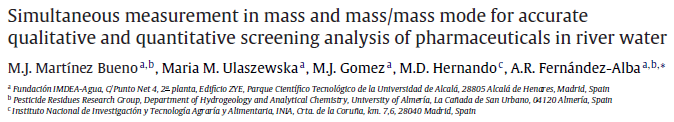 Simultaneous measurement in mass and mass/mass mode for accurate
qualitative and quantitative screening analysis of pharmaceuticals in river water
M.J. Martínez Bueno a,b, Maria M. Ulaszewska a, M.J. Gomez a, M.D. Hernando c, A.R. Fernández-Alba a,b,*
a Fundación IMDEA-Agua, C/Punto Net 4, 2ª planta, Edificio ZYE, Parque Científico Tecnológico de la Universidad de Alcalá, 28805 Alcalá de Henares, Madrid, Spain
b Pesticide Residues Research Group, Department of Hydrogeology and Analytical Chemistry, University of Almería, La Cañada de San Urbano, 04120 Almería, Spain
c Instituto Nacional de Investigación y Tecnología Agraria y Alimentaria, INIA, Crta. de la Coruña, km. 7,6, 28040 Madrid, Spain